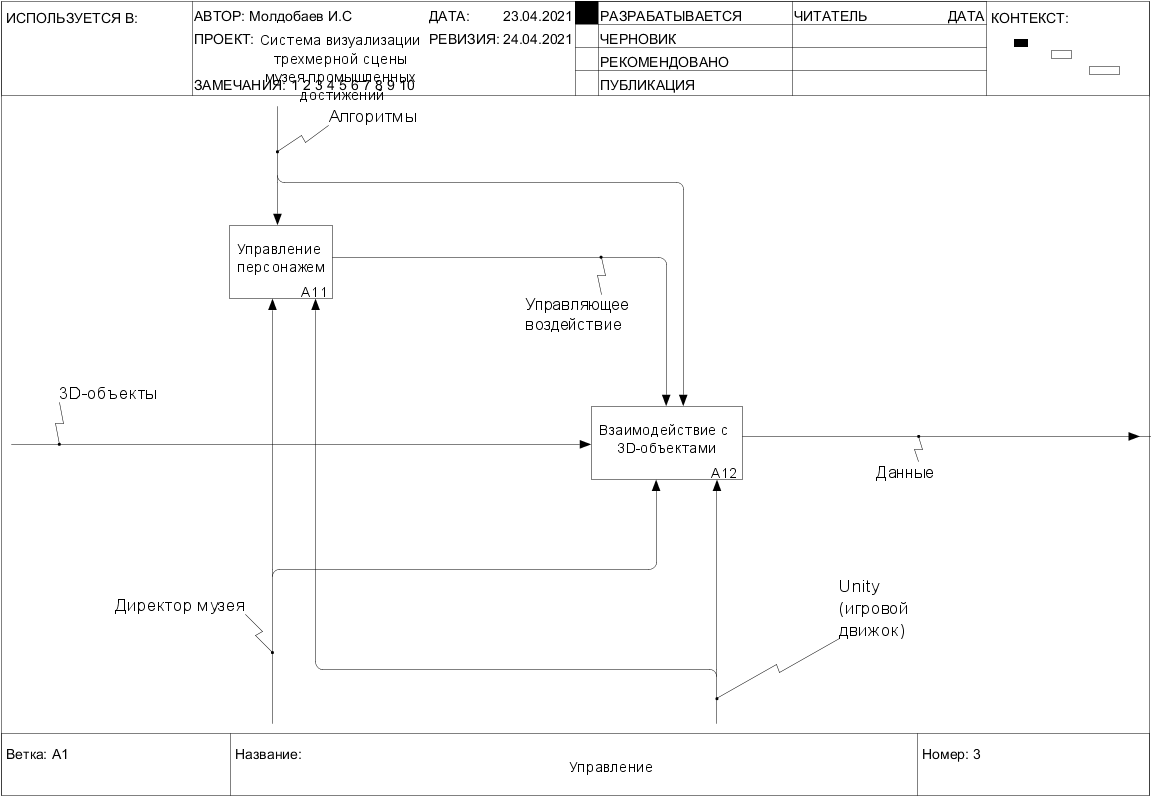 ИСПОЛЬЗУЕТСЯ В:
АВТОР: Молдобаев И.С
ДАТА: 23.04.2021
РАЗРАБАТЫВАЕТСЯ
ЧИТАТЕЛЬ
ДАТА
КОНТЕКСТ:
ПРОЕКТ: Система визуализации
трехмерной сцены
музея промышленных
достижений
РЕВИЗИЯ: 24.04.2021
ЧЕРНОВИК
РЕКОМЕНДОВАНО
ЗАМЕЧАНИЯ: 1 2 3 4 5 6 7 8 9 10
ПУБЛИКАЦИЯ
Алгоритмы
Управление
персонажем
A11
Управляющее
воздействие
3D-объекты
Взаимодействие с
3D-объектами
A12
Данные
Директор музея
Unity
(игровой
движок)
Ветка: A1
Название:
Управление
Номер: 3